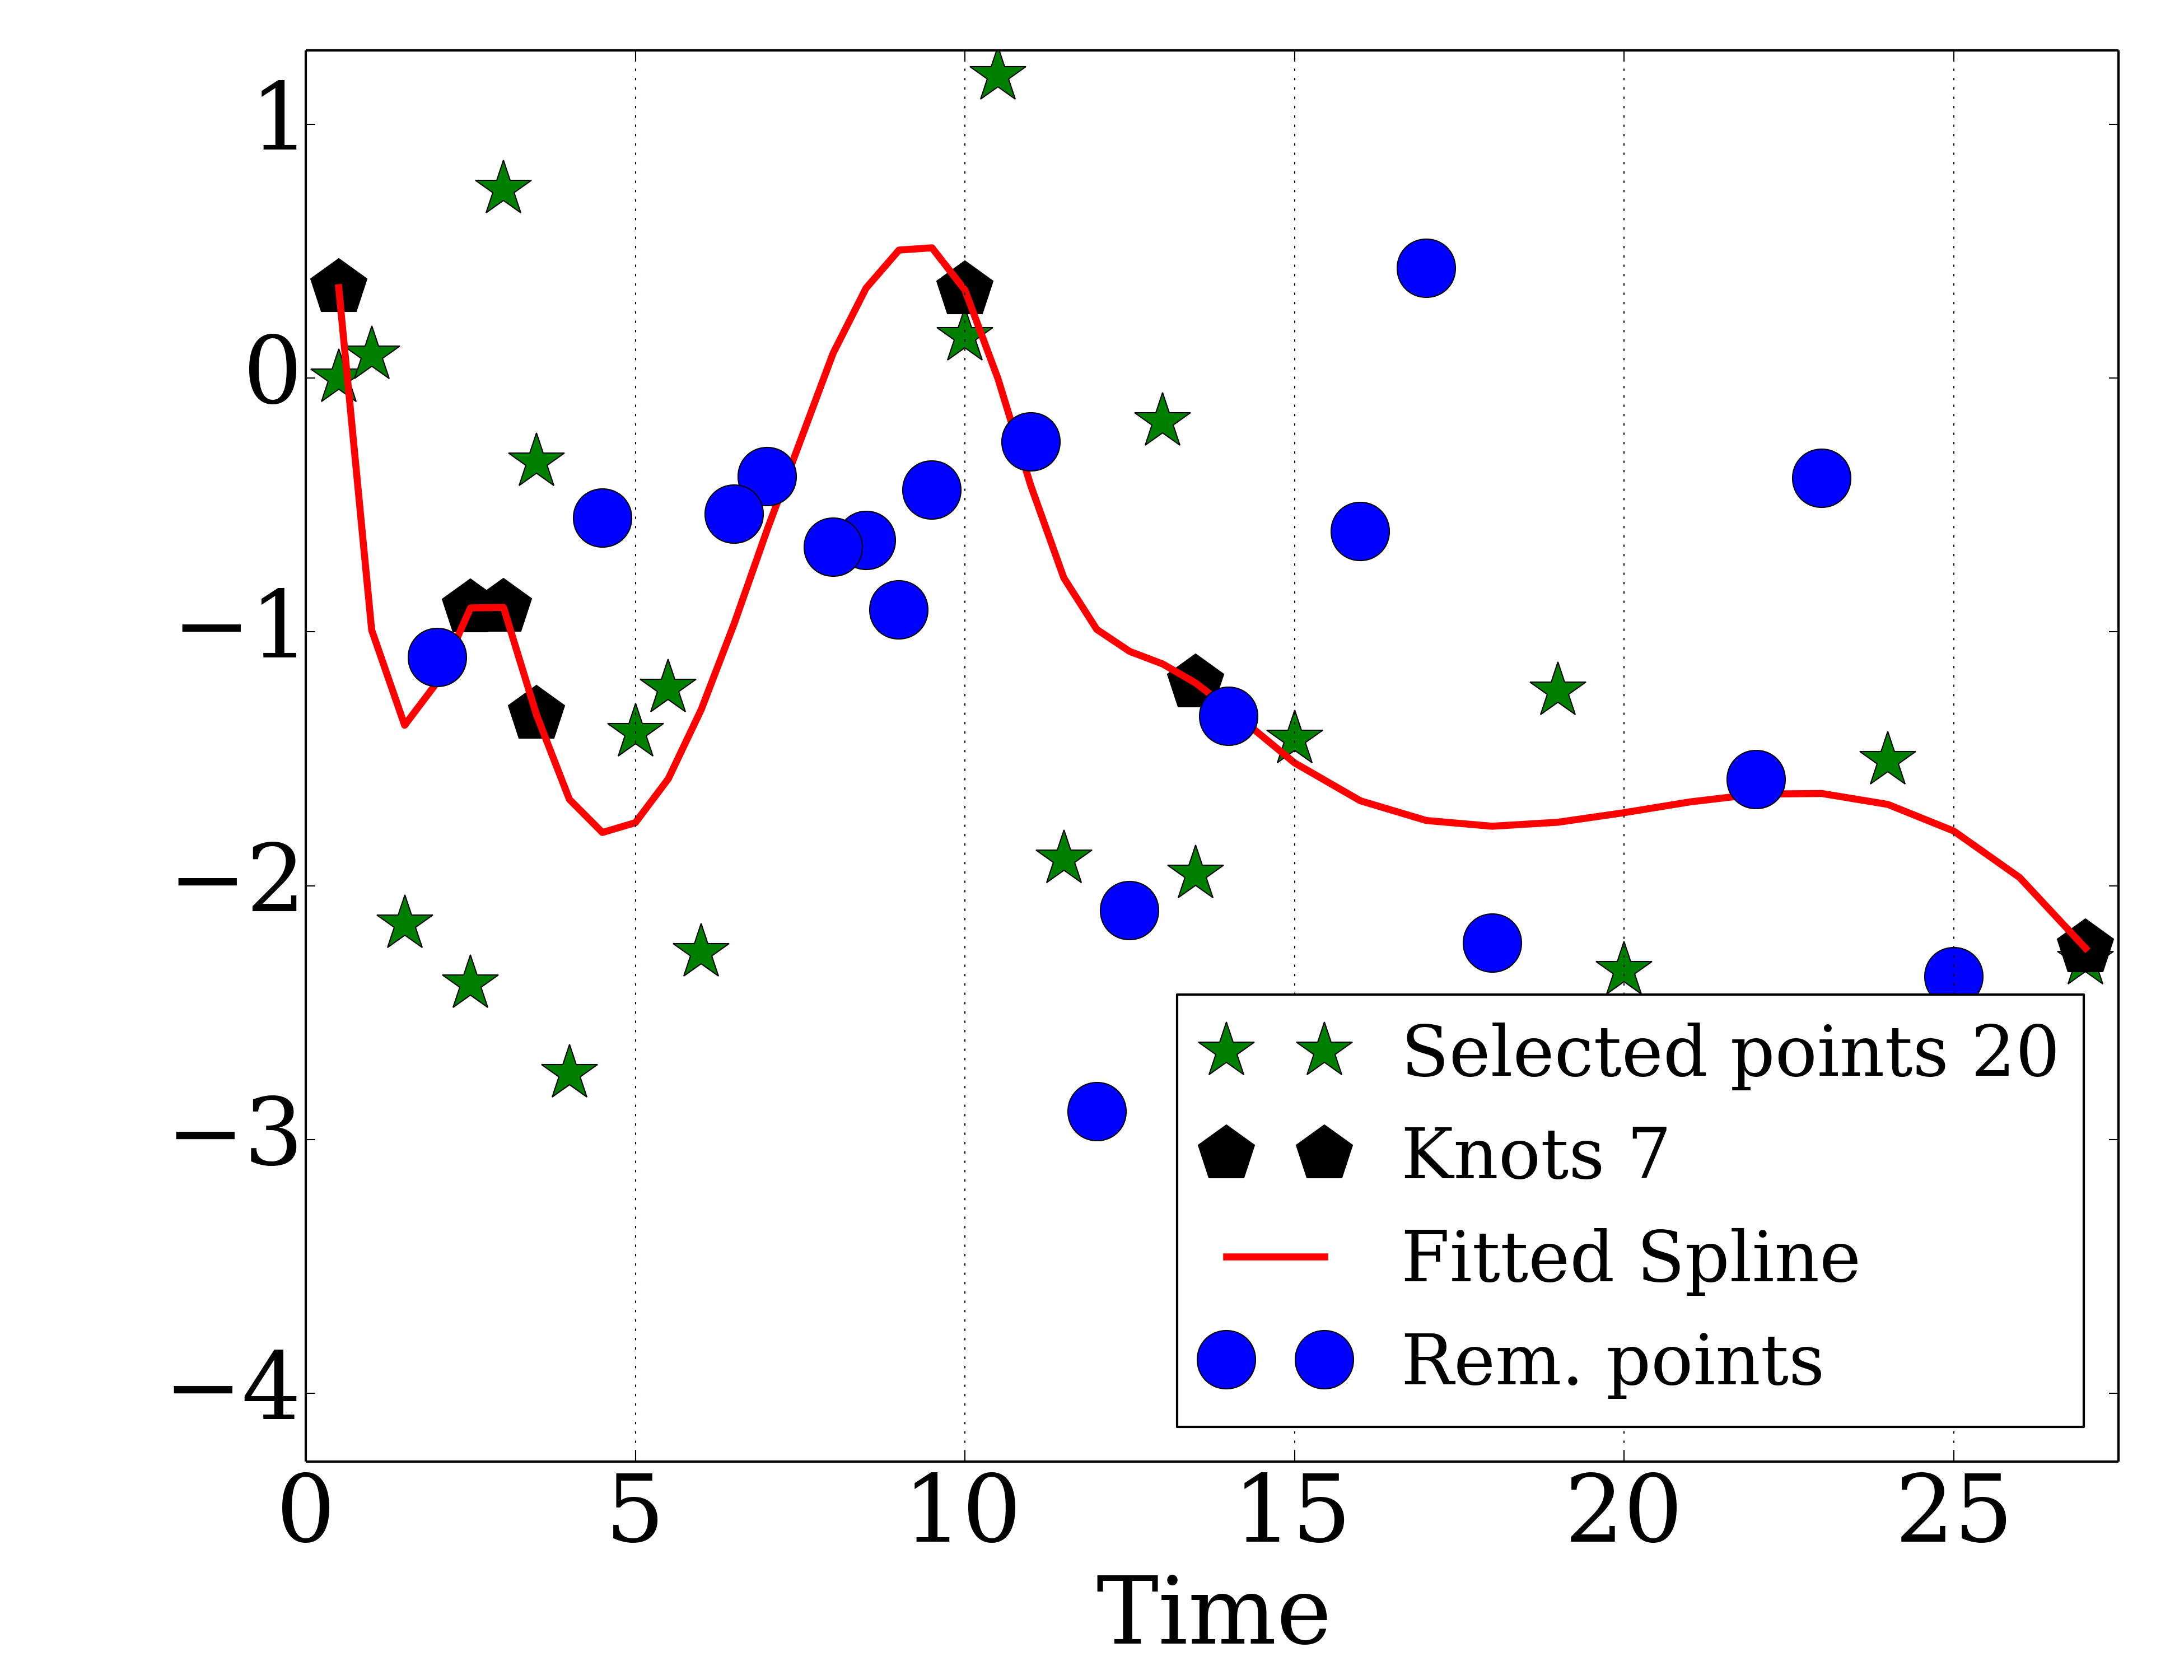 1
0
−1
−2
−3
−4
Selected points 20
Knots 7
Fitted Spline
Rem. points
0 5 10 15 20 25
Time